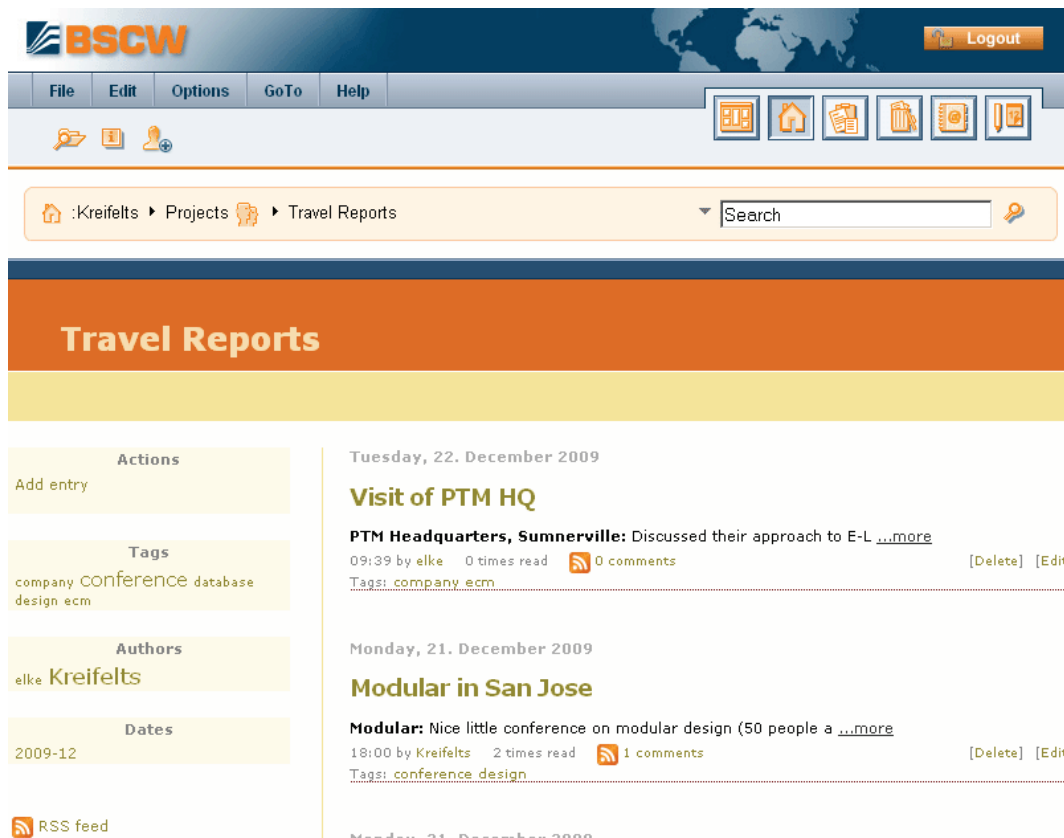 BSCW
Logout
File Edit Options GoTo Help
:Kreifelts Projects Travel Reports
Search
Travel Reports
Actions
Add entry
Tags
company conference database
design ecm
Authors
elke Kreifelts
Dates
2009-12
RSS feed
Tuesday, 22. December 2009
Visit of PTM HQ
PTM Headquarters, Sumnerville: Discussed their approach to E-L ...more
09:39 by elke 0 times read 0 comments [Delete] [Edit
Tags: company ecm
Monday, 21. December 2009
Modular in San Jose
Modular: Nice little conference on modular design (50 people a ...more
18:00 by Kreifelts 2 times read 1 comments [Delete] [Edit
Tags: conference design
Monday, 21. December 2009